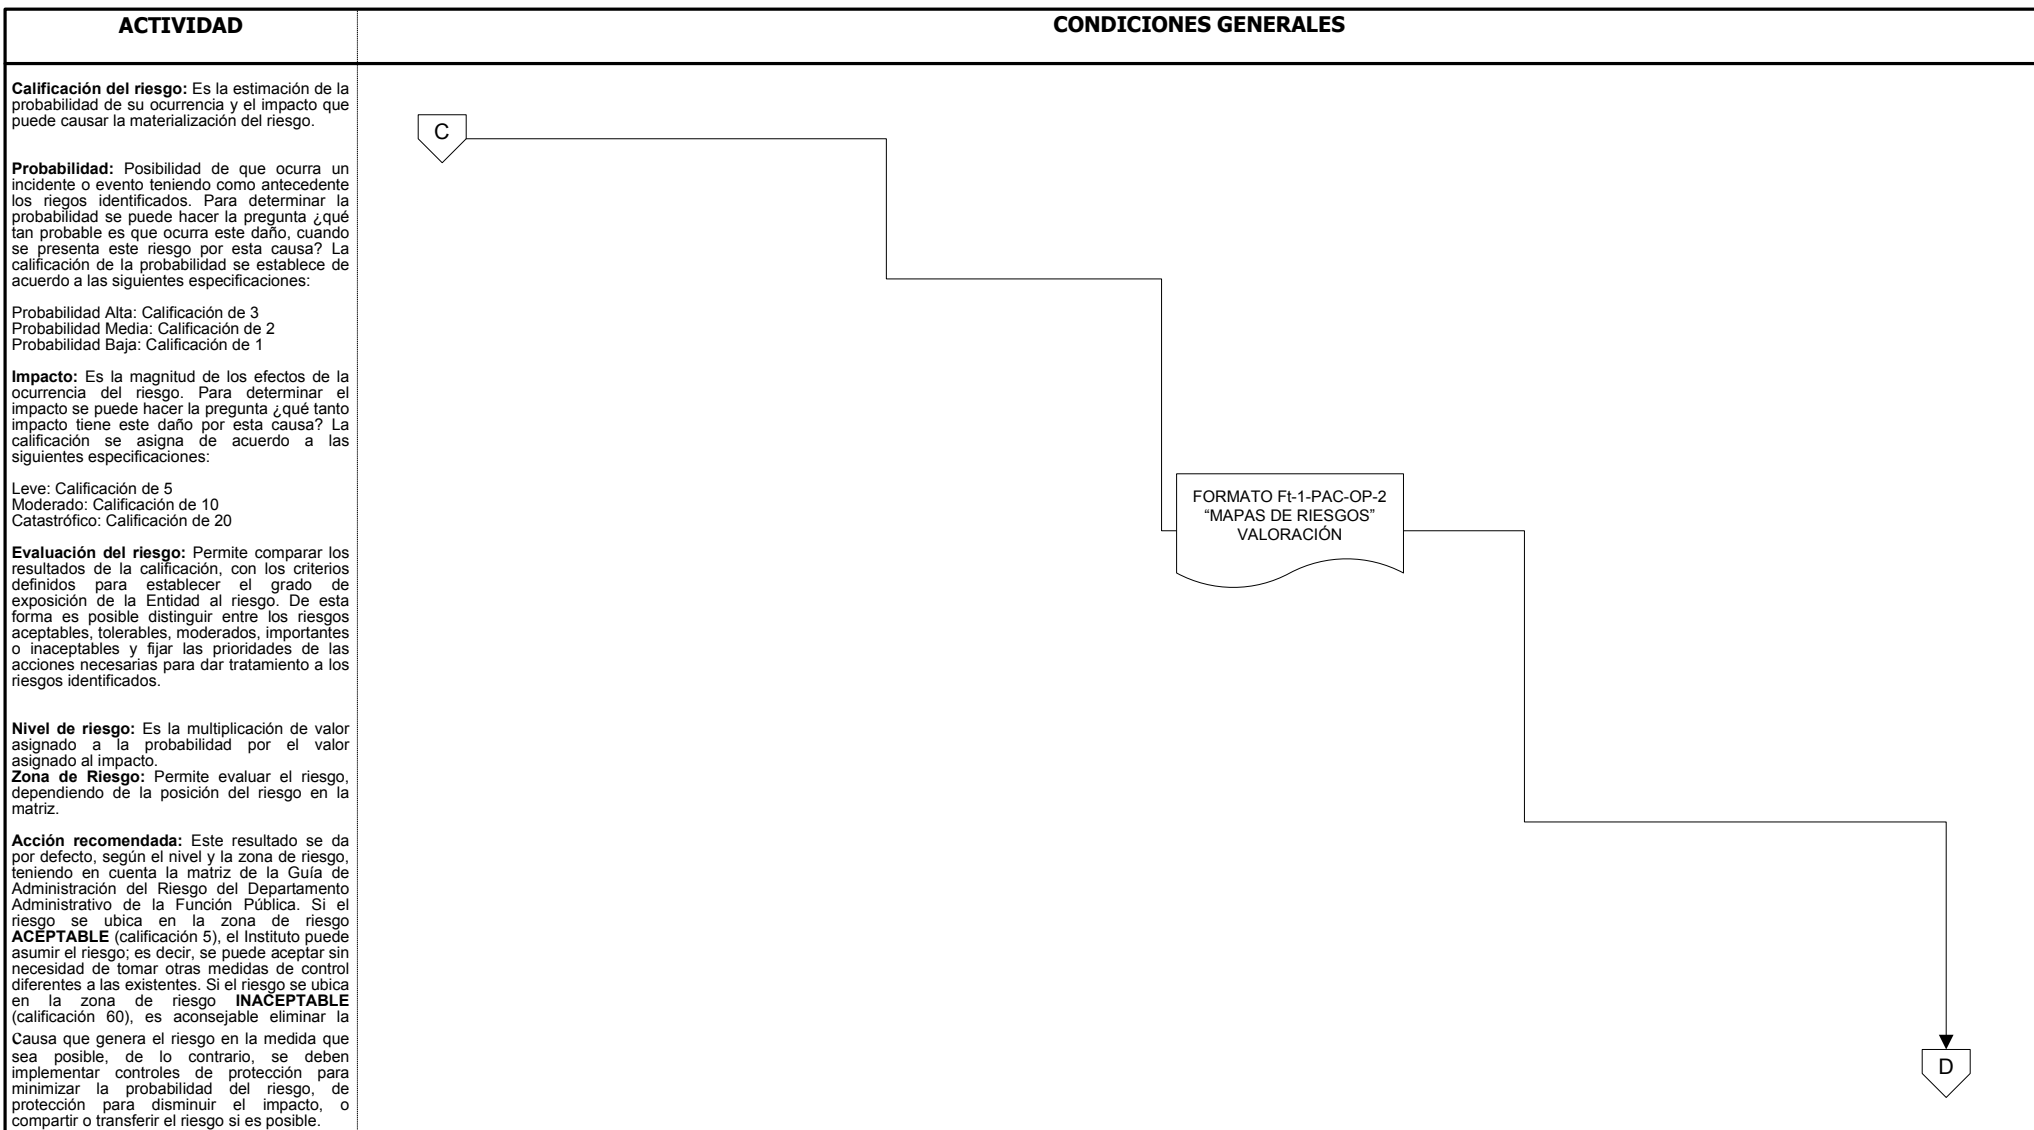 ACTIVIDAD
CONDICIONES GENERALES
Calificación del riesgo: Es la estimación de la
probabilidad de su ocurrencia y el impacto que
puede causar la materialización del riesgo.
C
Probabilidad: Posibilidad de que ocurra un
incidente o evento teniendo como antecedente
los riegos identificados. Para determinar la
probabilidad se puede hacer la pregunta ¿qué
tan probable es que ocurra este daño, cuando
se presenta este riesgo por esta causa? La
calificación de la probabilidad se establece de
acuerdo a las siguientes especificaciones:
Probabilidad Alta: Calificación de 3
Probabilidad Media: Calificación de 2
Probabilidad Baja: Calificación de 1
Impacto: Es la magnitud de los efectos de la
ocurrencia del riesgo. Para determinar el
impacto se puede hacer la pregunta ¿qué tanto
impacto tiene este daño por esta causa? La
calificación se asigna de acuerdo a las
siguientes especificaciones:
Leve: Calificación de 5
Moderado: Calificación de 10
Catastrófico: Calificación de 20
FORMATO Ft-1-PAC-OP-2
“MAPAS DE RIESGOS”
VALORACIÓN
Evaluación del riesgo: Permite comparar los
resultados de la calificación, con los criterios
definidos para establecer el grado de
exposición de la Entidad al riesgo. De esta
forma es posible distinguir entre los riesgos
aceptables, tolerables, moderados, importantes
o inaceptables y fijar las prioridades de las
acciones necesarias para dar tratamiento a los
riesgos identificados.
Nivel de riesgo: Es la multiplicación de valor
asignado a la probabilidad por el valor
asignado al impacto.
Zona de Riesgo: Permite evaluar el riesgo,
dependiendo de la posición del riesgo en la
matriz.
Acción recomendada: Este resultado se da
por defecto, según el nivel y la zona de riesgo,
teniendo en cuenta la matriz de la Guía de
Administración del Riesgo del Departamento
Administrativo de la Función Pública. Si el
riesgo se ubica en la zona de riesgo
ACEPTABLE (calificación 5), el Instituto puede
asumir el riesgo; es decir, se puede aceptar sin
necesidad de tomar otras medidas de control
diferentes a las existentes. Si el riesgo se ubica
en la zona de riesgo INACEPTABLE
(calificación 60), es aconsejable eliminar la
Causa que genera el riesgo en la medida que
sea posible, de lo contrario, se deben
implementar controles de protección para
minimizar la probabilidad del riesgo, de
protección para disminuir el impacto, o
compartir o transferir el riesgo si es posible.
D